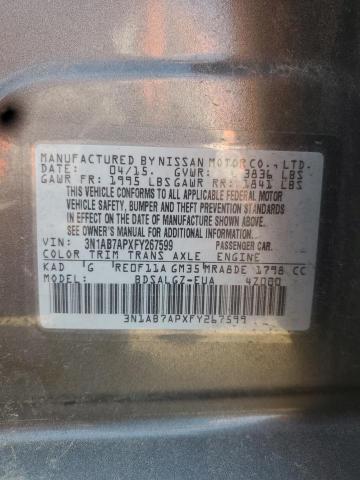 MANUFACTURED BY NISSAN MOTOR CO., LTD.
DATE: 04/15. GVWR: 3836 LBS
GAWR FR: 1995 LBS GAWR RR: 1841 LBS
THIS VEHICLE CONFORMS TO ALL APPLICABLE FEDERAL MOTOR
VEHICLE SAFETY, BUMPER, AND THEFT PREVENTION STANDARDS
IN EFFECT ON THE DATE OF MANUFACTURE SHOWN ABOVE.
SEE OWNER'S MANUAL FOR ADDITIONAL INFORMATION
VIN: 3N1AB7APXFY267599 PASSENGER CAR.
COLOR TRIM TRANS AXLE ENGINE
KAD G RE0F11A GM35 MRA8DE 1798 CC
MODEL: BDSALGZ-EUA 4Z000
3N1AB7APXFY267599